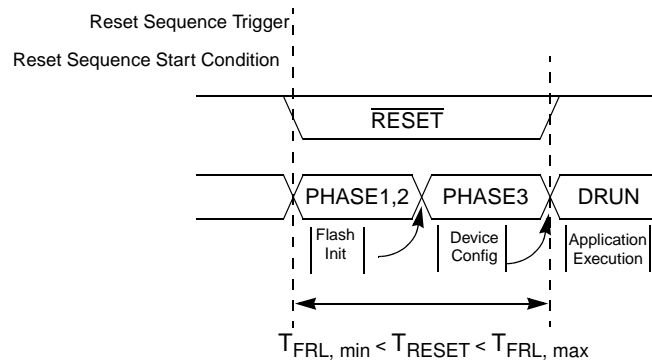 Reset Sequence Trigger
Reset Sequence Start Condition
RESET
PHASE1,2 PHASE3 DRUN
Flash Init
Device Config
Application Execution
TFRL, min < TRESET < TFRL, max